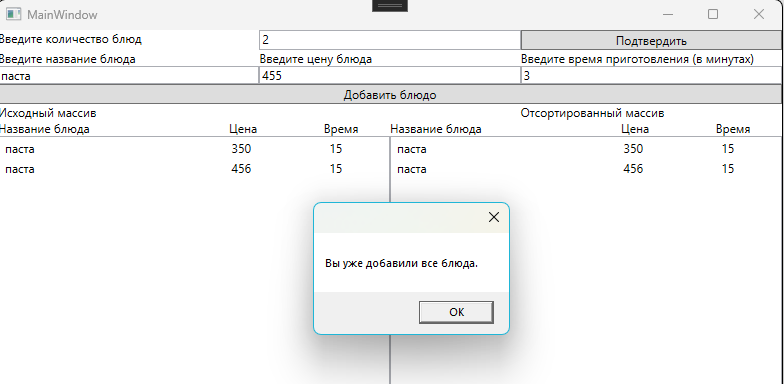 MainWindow
Введите количество блюд 2 Подтвердить
Введите название блюда Введите цену блюда Введите время приготовления (в минутах)
паста 455 3
Добавить блюдо
Исходный массив Отсортированный массив
Название блюда Цена Время Название блюда Цена Время
паста 350 15 паста 350 15
паста 456 15 паста 456 15
Вы уже добавили все блюда.
OK